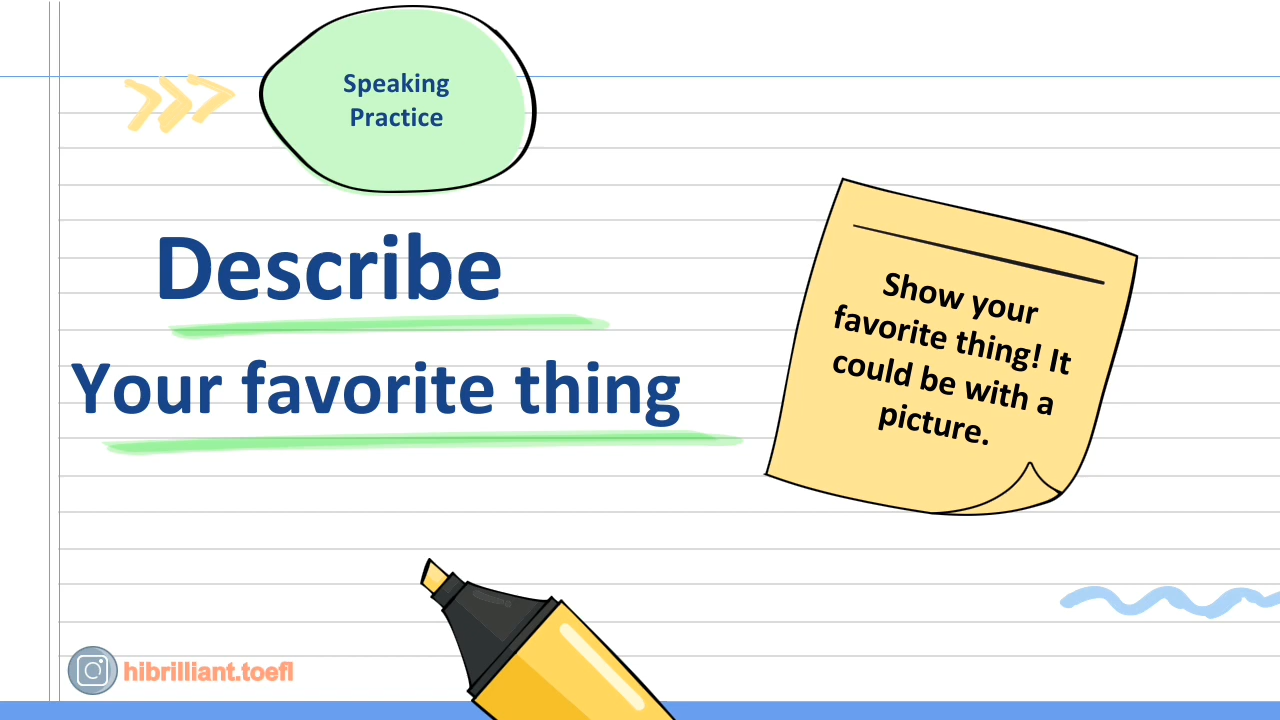 Speaking
Practice
Describe
Your favorite thing
Show your
favorite thing! It
could be with a
picture.
hibrilliant.toefl